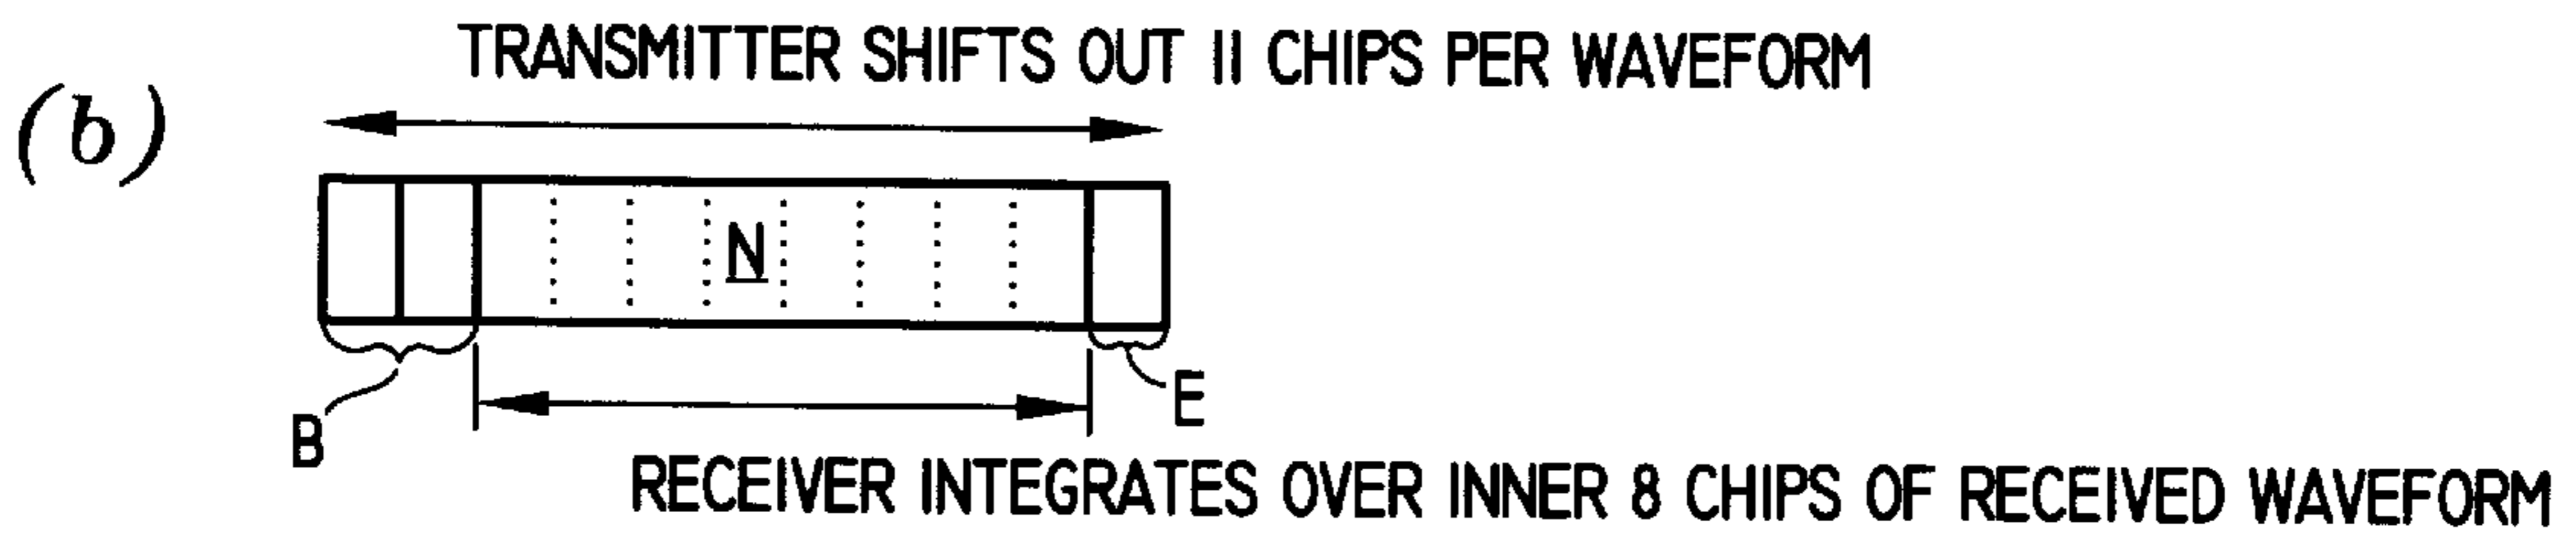 TRANSMITTER SHIFTS OUT 11 CHIPS PER WAVEFORM
(b)
N
B
E
RECEIVER INTEGRATES OVER INNER 8 CHIPS OF RECEIVED WAVEFORM